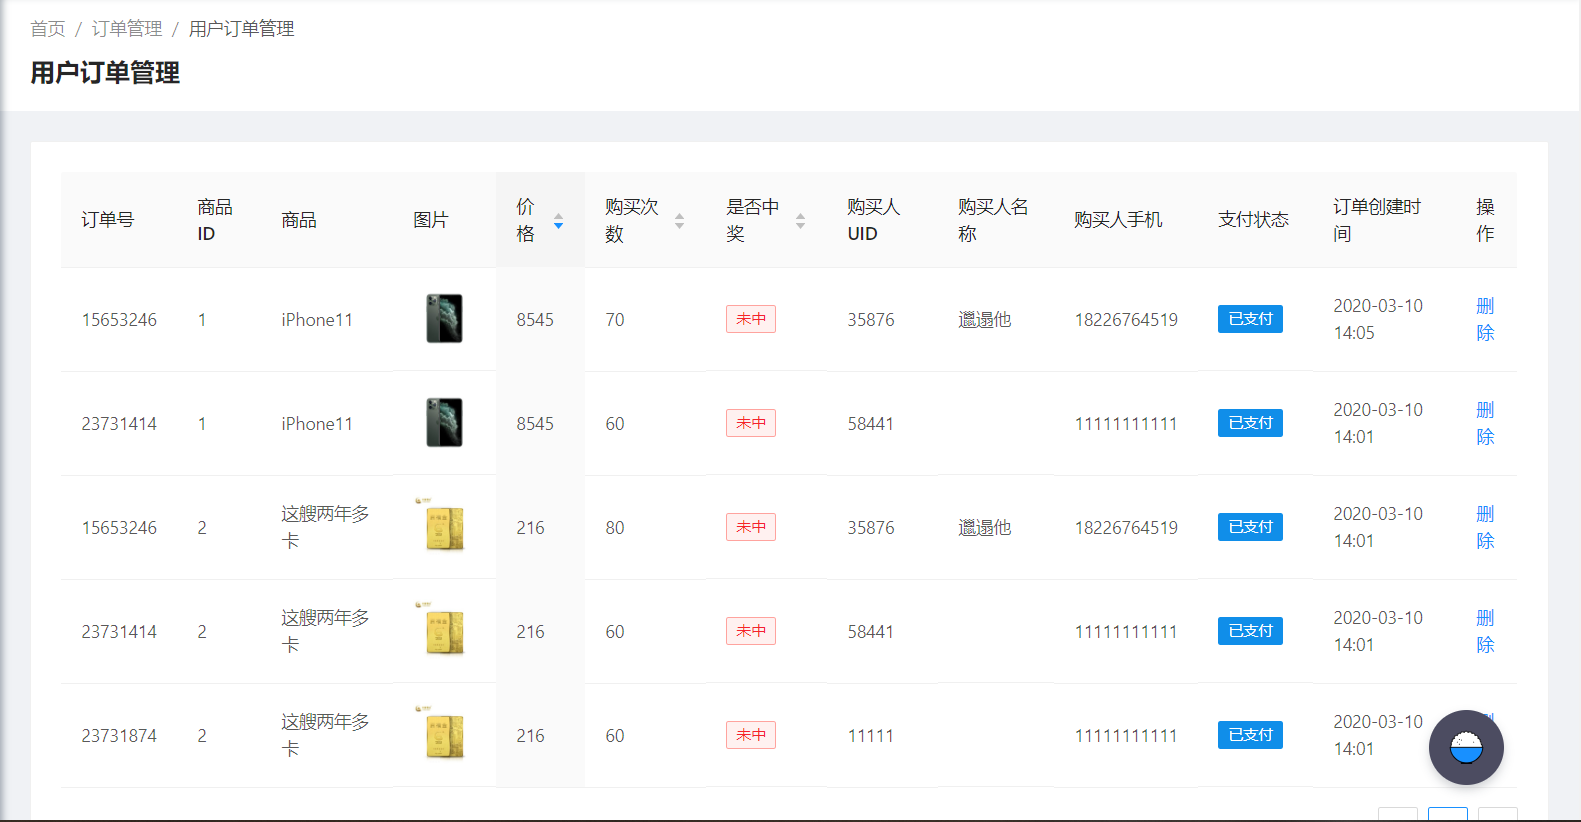 首页 / 订单管理 / 用户订单管理
用户订单管理
订单号 商品ID 商品 图片 价格 购买次数 是否中奖 购买人UID 购买人名称 购买人手机 支付状态 订单创建时间 操作
15653246 1 iPhone11 8545 70 未中 35876 邋遢他 18226764519 已支付 2020-03-10 14:05 删除
23731414 1 iPhone11 8545 60 未中 58441 11111111111 已支付 2020-03-10 14:01 删除
15653246 2 这艘两年多卡 216 80 未中 35876 邋遢他 18226764519 已支付 2020-03-10 14:01 删除
23731414 2 这艘两年多卡 216 60 未中 58441 11111111111 已支付 2020-03-10 14:01 删除
23731874 2 这艘两年多卡 216 60 未中 11111 11111111111 已支付 2020-03-10 14:01